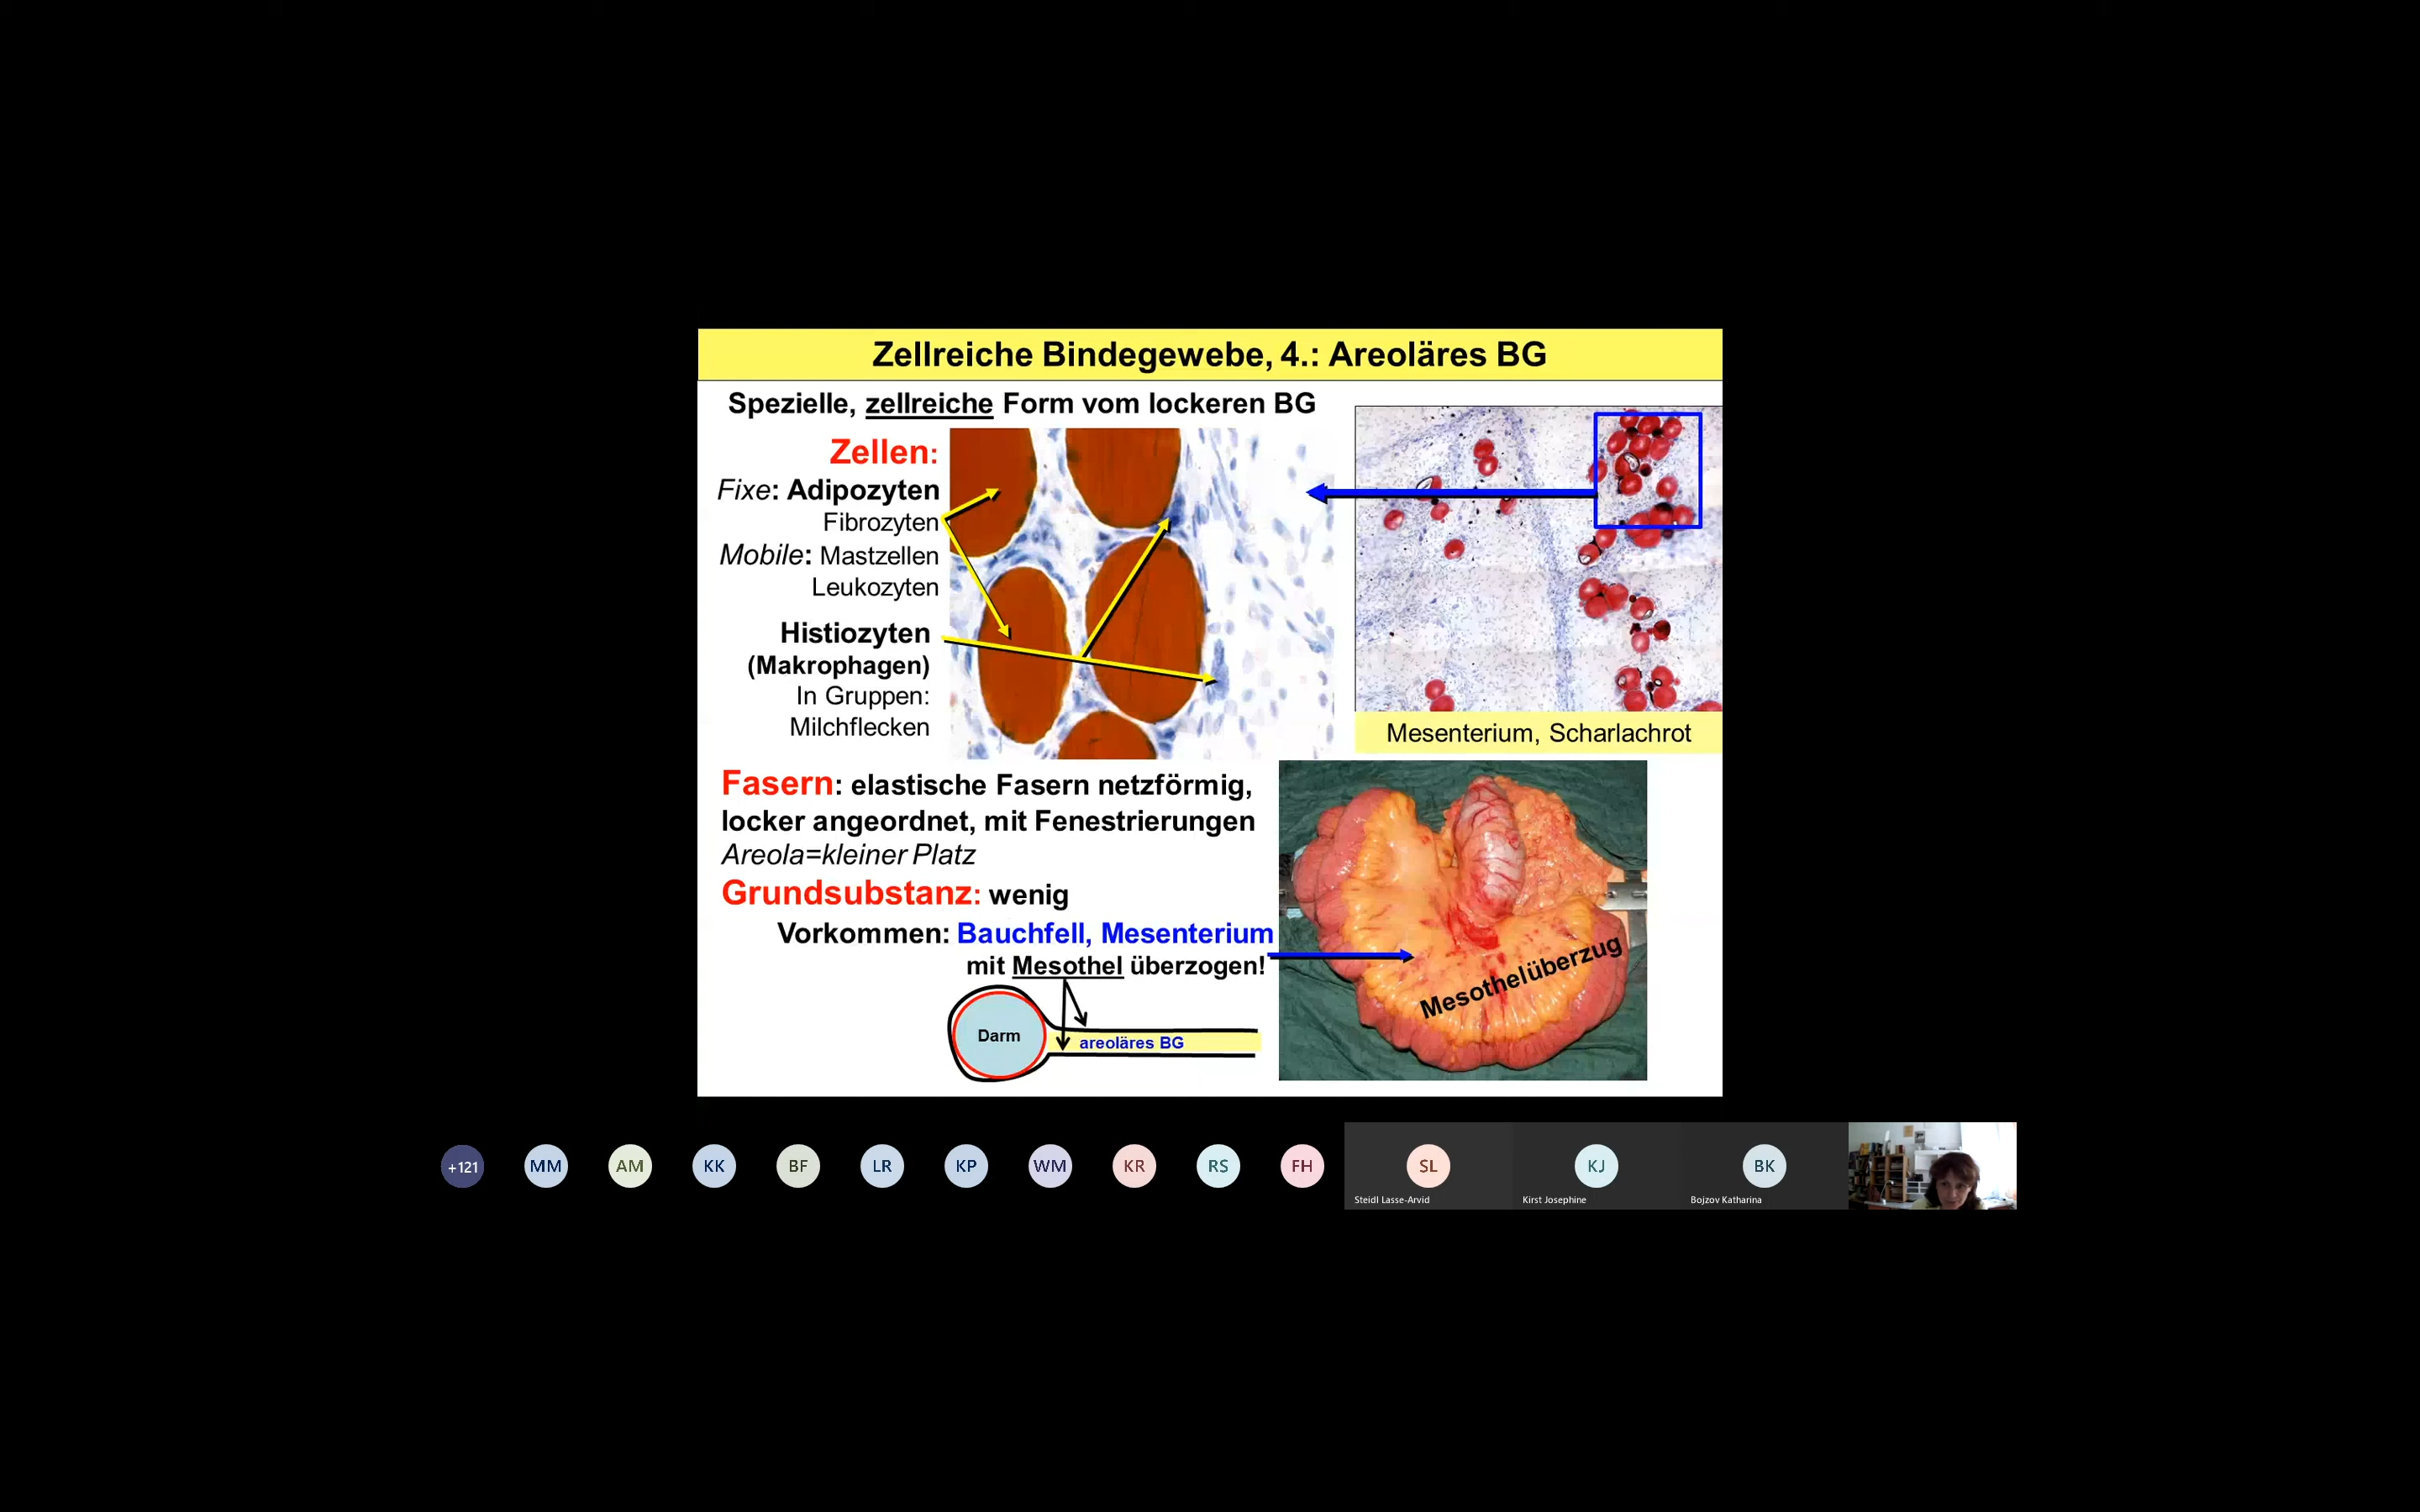 Zellreiche Bindegewebe, 4.: Areoläres BG
Spezielle, zellreiche Form vom lockeren BG
Zellen:
Fixe: Adipozyten
Fibrozyten
Mobile: Mastzellen
Leukozyten
Histiozyten
(Makrophagen)
In Gruppen:
Milchflecken
Mesenterium, Scharlachrot
Fasern: elastische Fasern netzförmig,
locker angeordnet, mit Fenestrierungen
Areola=kleiner Platz
Grundsubstanz: wenig
Vorkommen: Bauchfell, Mesenterium
mit Mesothel überzogen!
Mesothelüberzug
Darm
areoläres BG
+121
MM
AM
KK
BF
LR
KP
WM
KR
RS
FH
SL
KJ
BK
Steidl Lasse-Arvid
Kirst Josephine
Bojzov Katharina